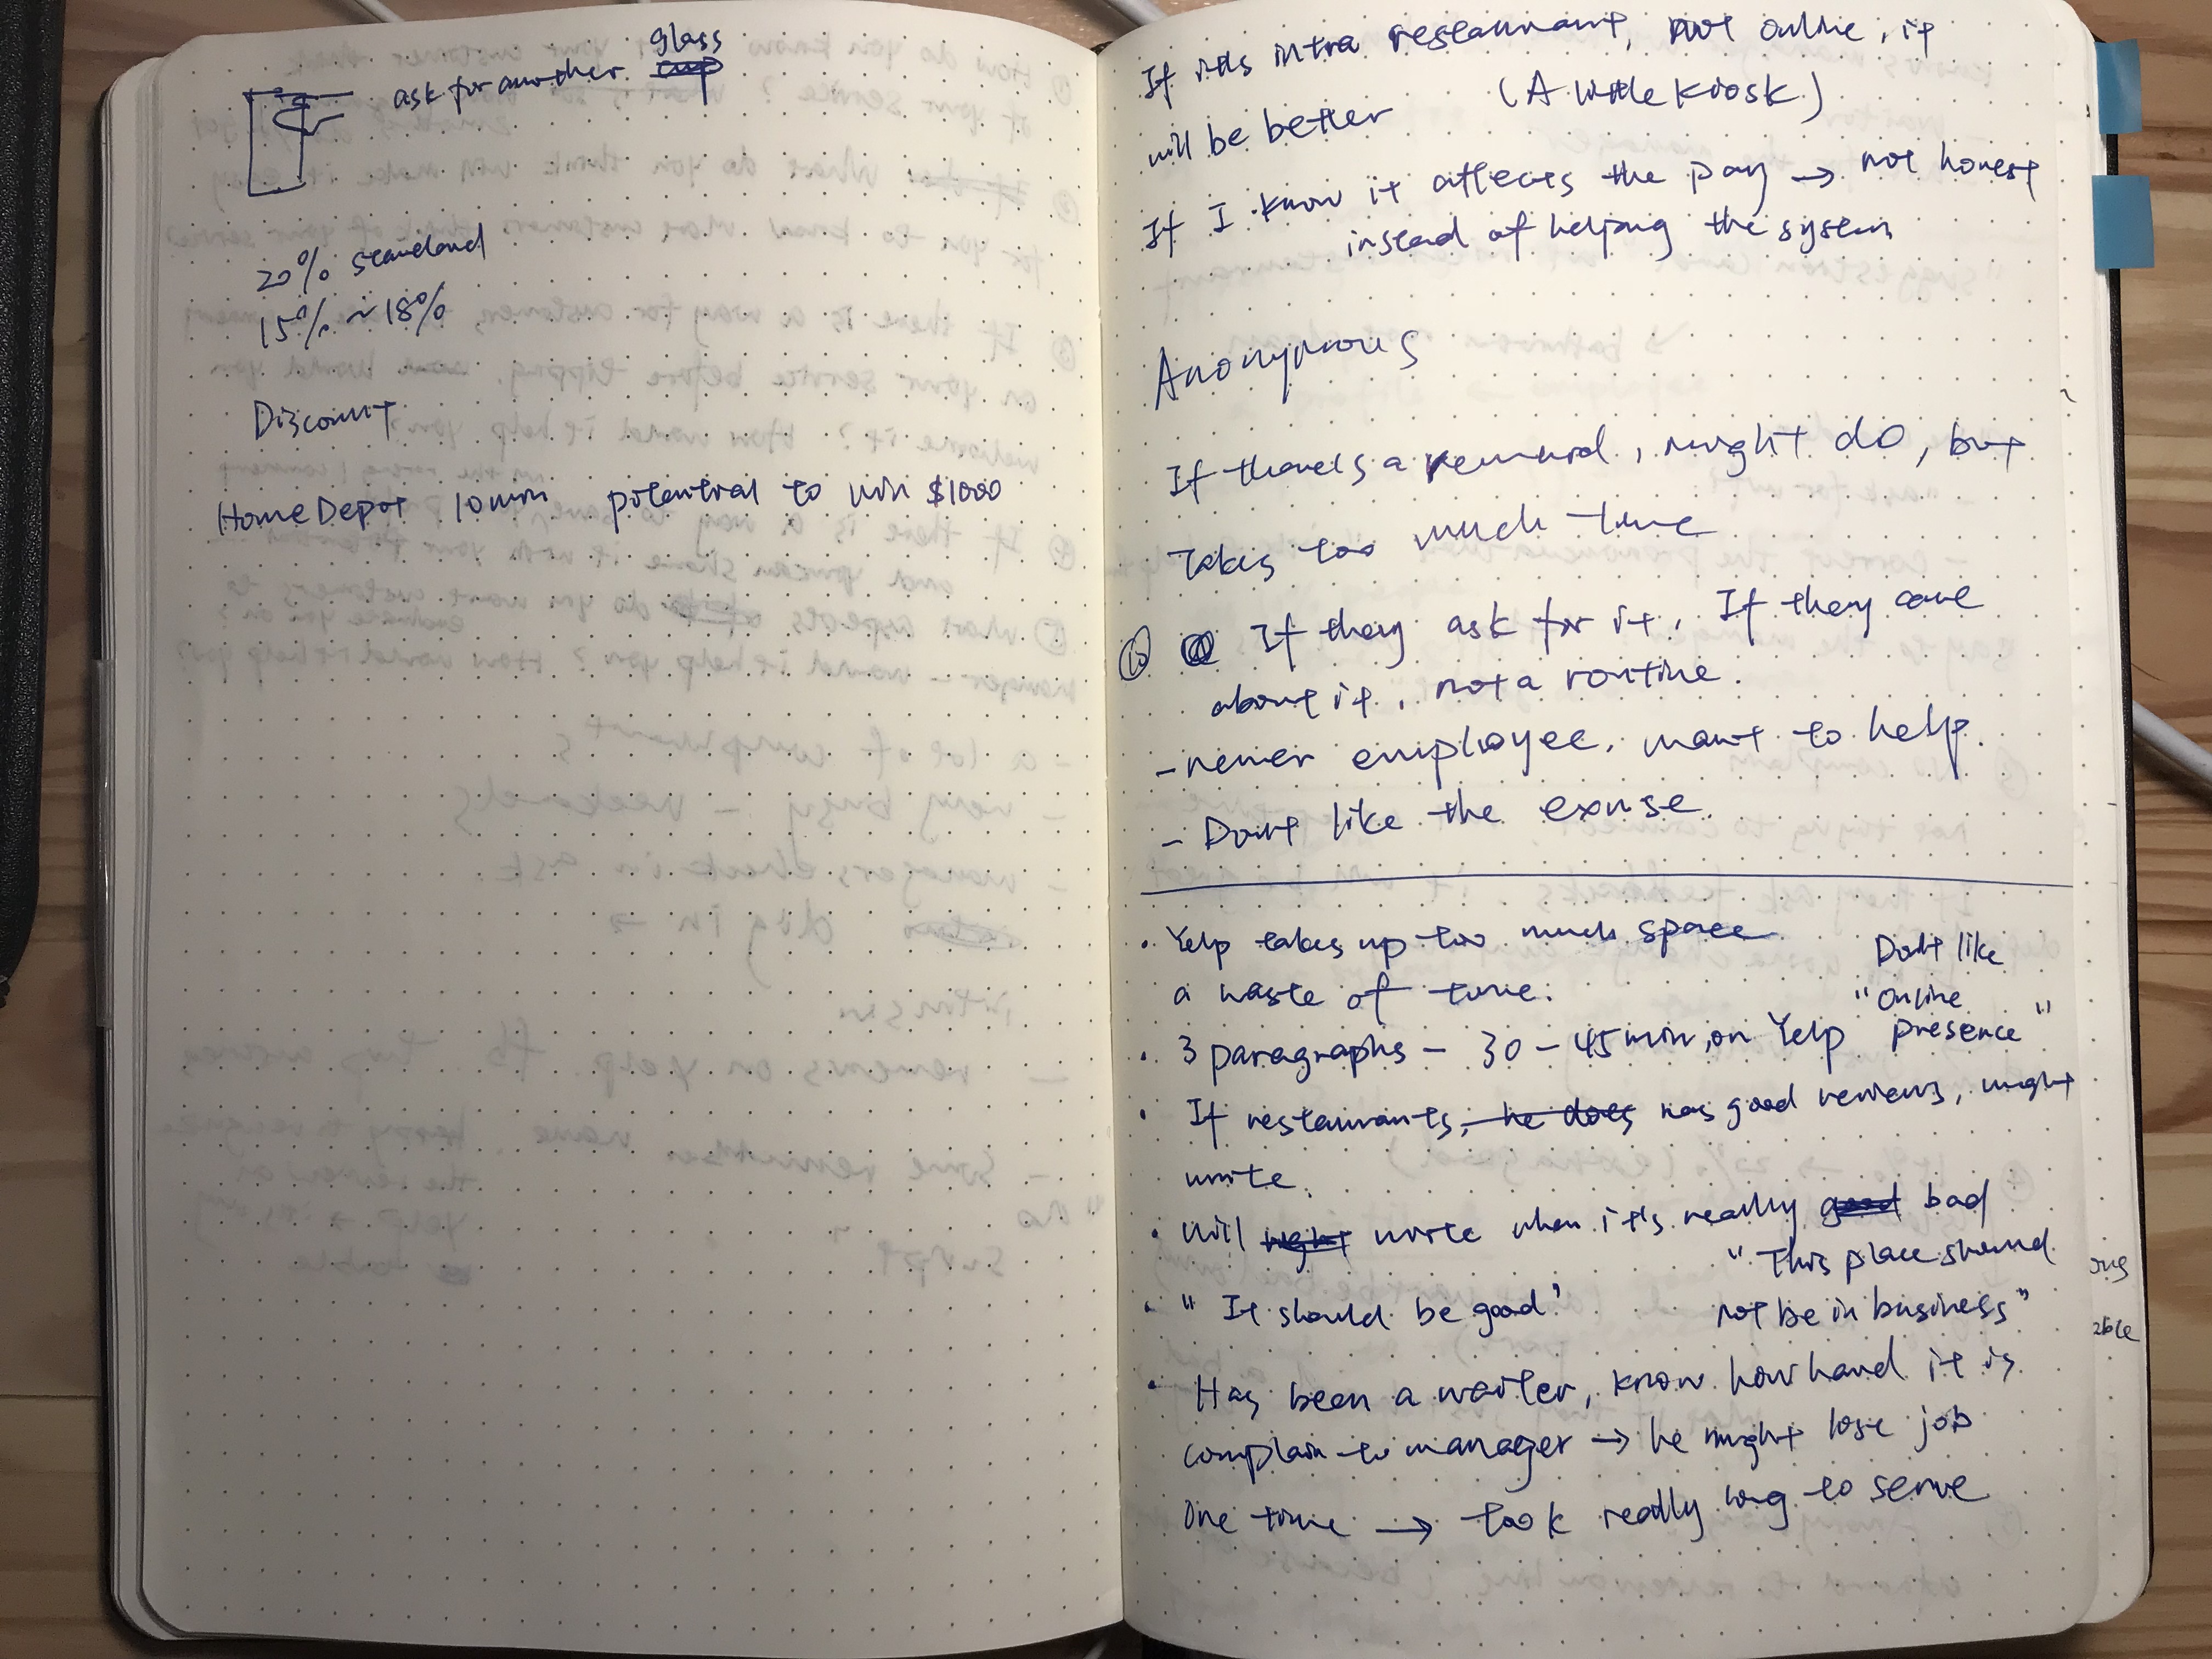 ask for another cup glass
20% standard
15% ~ 18%
Discount
HomeDepot 10min potential to win $1000
If it's intra restaurant, not online, it
will be better (A little kiosk)
If I know it affects the pay → not honest
instead of helping the system
Anonymous
If there's a reward, might do, but
Takes too much time
If they ask for it, If they care
about it, not a routine.
- newer employee, want to help.
- Don't like the exuse.
• Yelp takes up too much space
a waste of time.
Don't like
"Online
presence"
• 3 paragraphs - 30 - 45 min, on Yelp
• If restaurants, he does has good reviews, might
write.
• Will might write when it's really good bad
"This place should
not be in business"
• "It should be good"
• Has been a waiter, know how hard it is
complain to manager → he might lose job
One time → took really long to serve